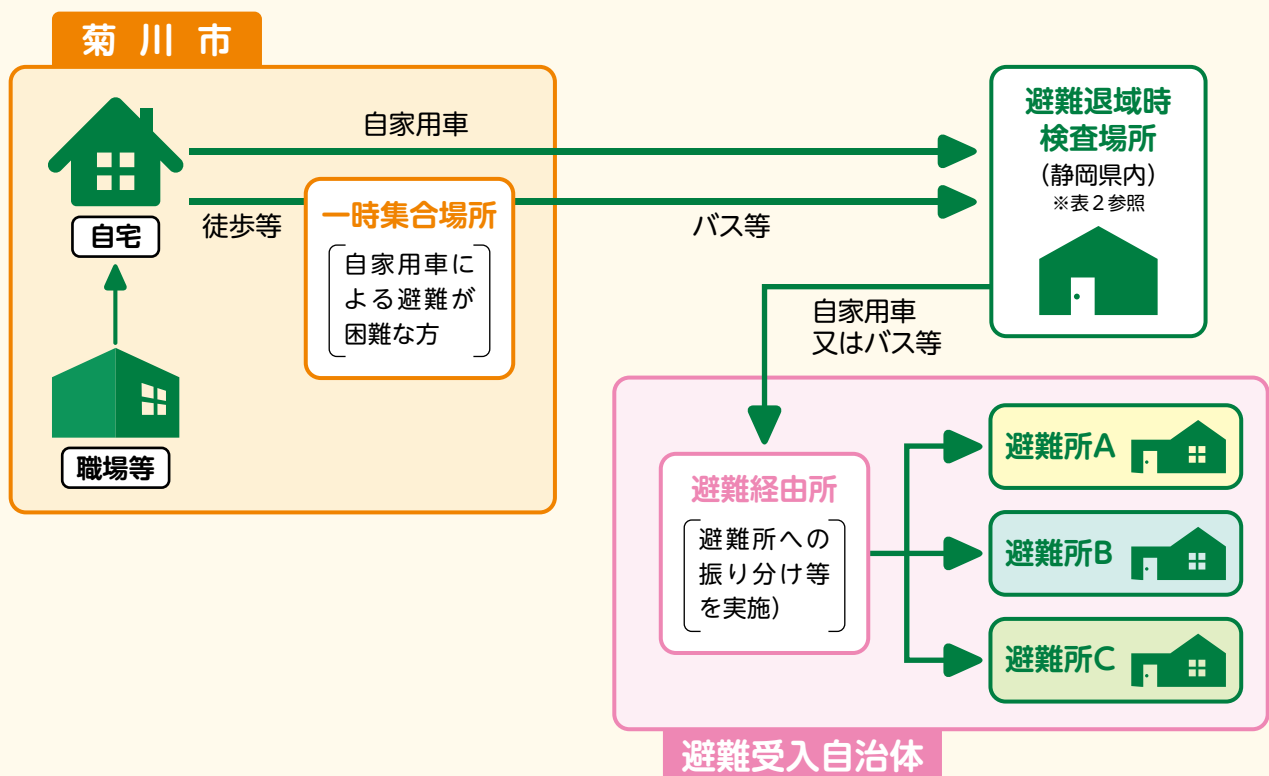 菊川市
自家用車
自宅
徒歩等
一時集合場所
自家用車に
よる避難が
困難な方
バス等
職場等
避難退域時
検査場所
(静岡県内)
※表2参照
自家用車
又はバス等
避難経由所
避難所への
振り分け等
を実施)
避難所A
避難所B
避難所C
避難受入自治体